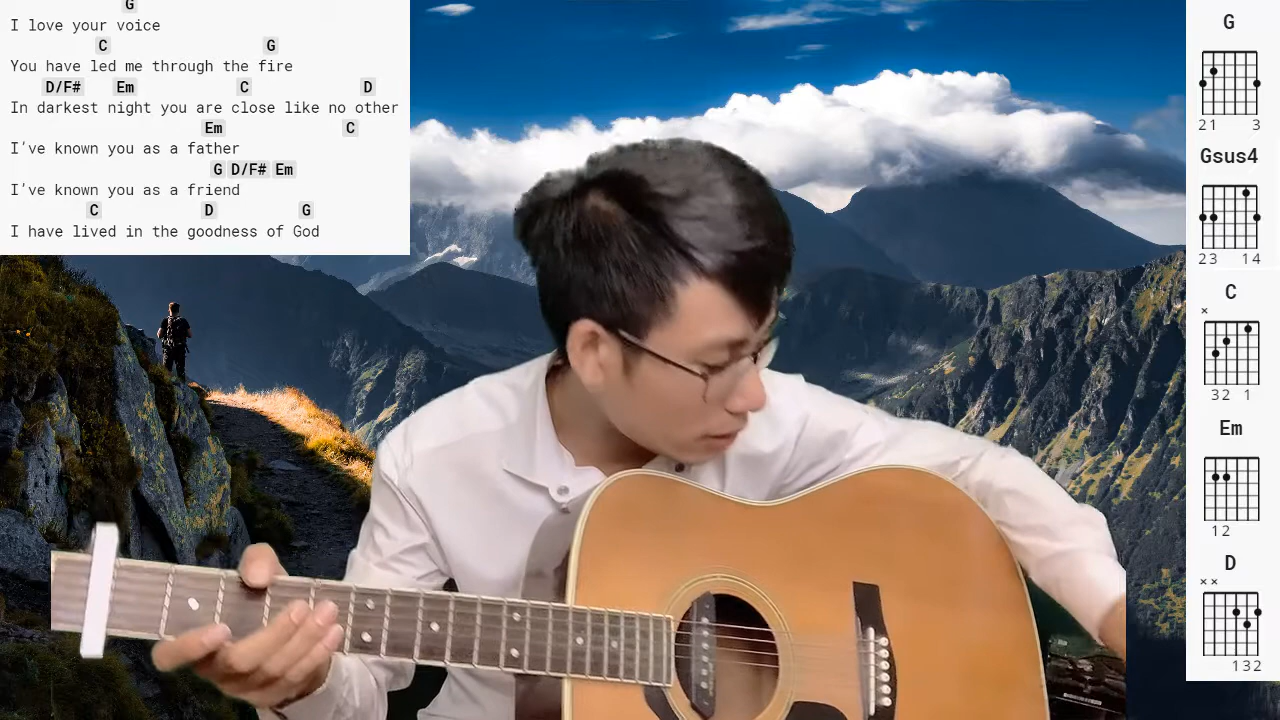 G
I love your voice
C G
You have led me through the fire
D/F# Em C D
In darkest night you are close like no other
Em C
I've known you as a father
G D/F# Em
I've known you as a friend
C D G
I have lived in the goodness of God
G
21 3
Gsus4
23 14
C
×
32 1
Em
12
D
××
132